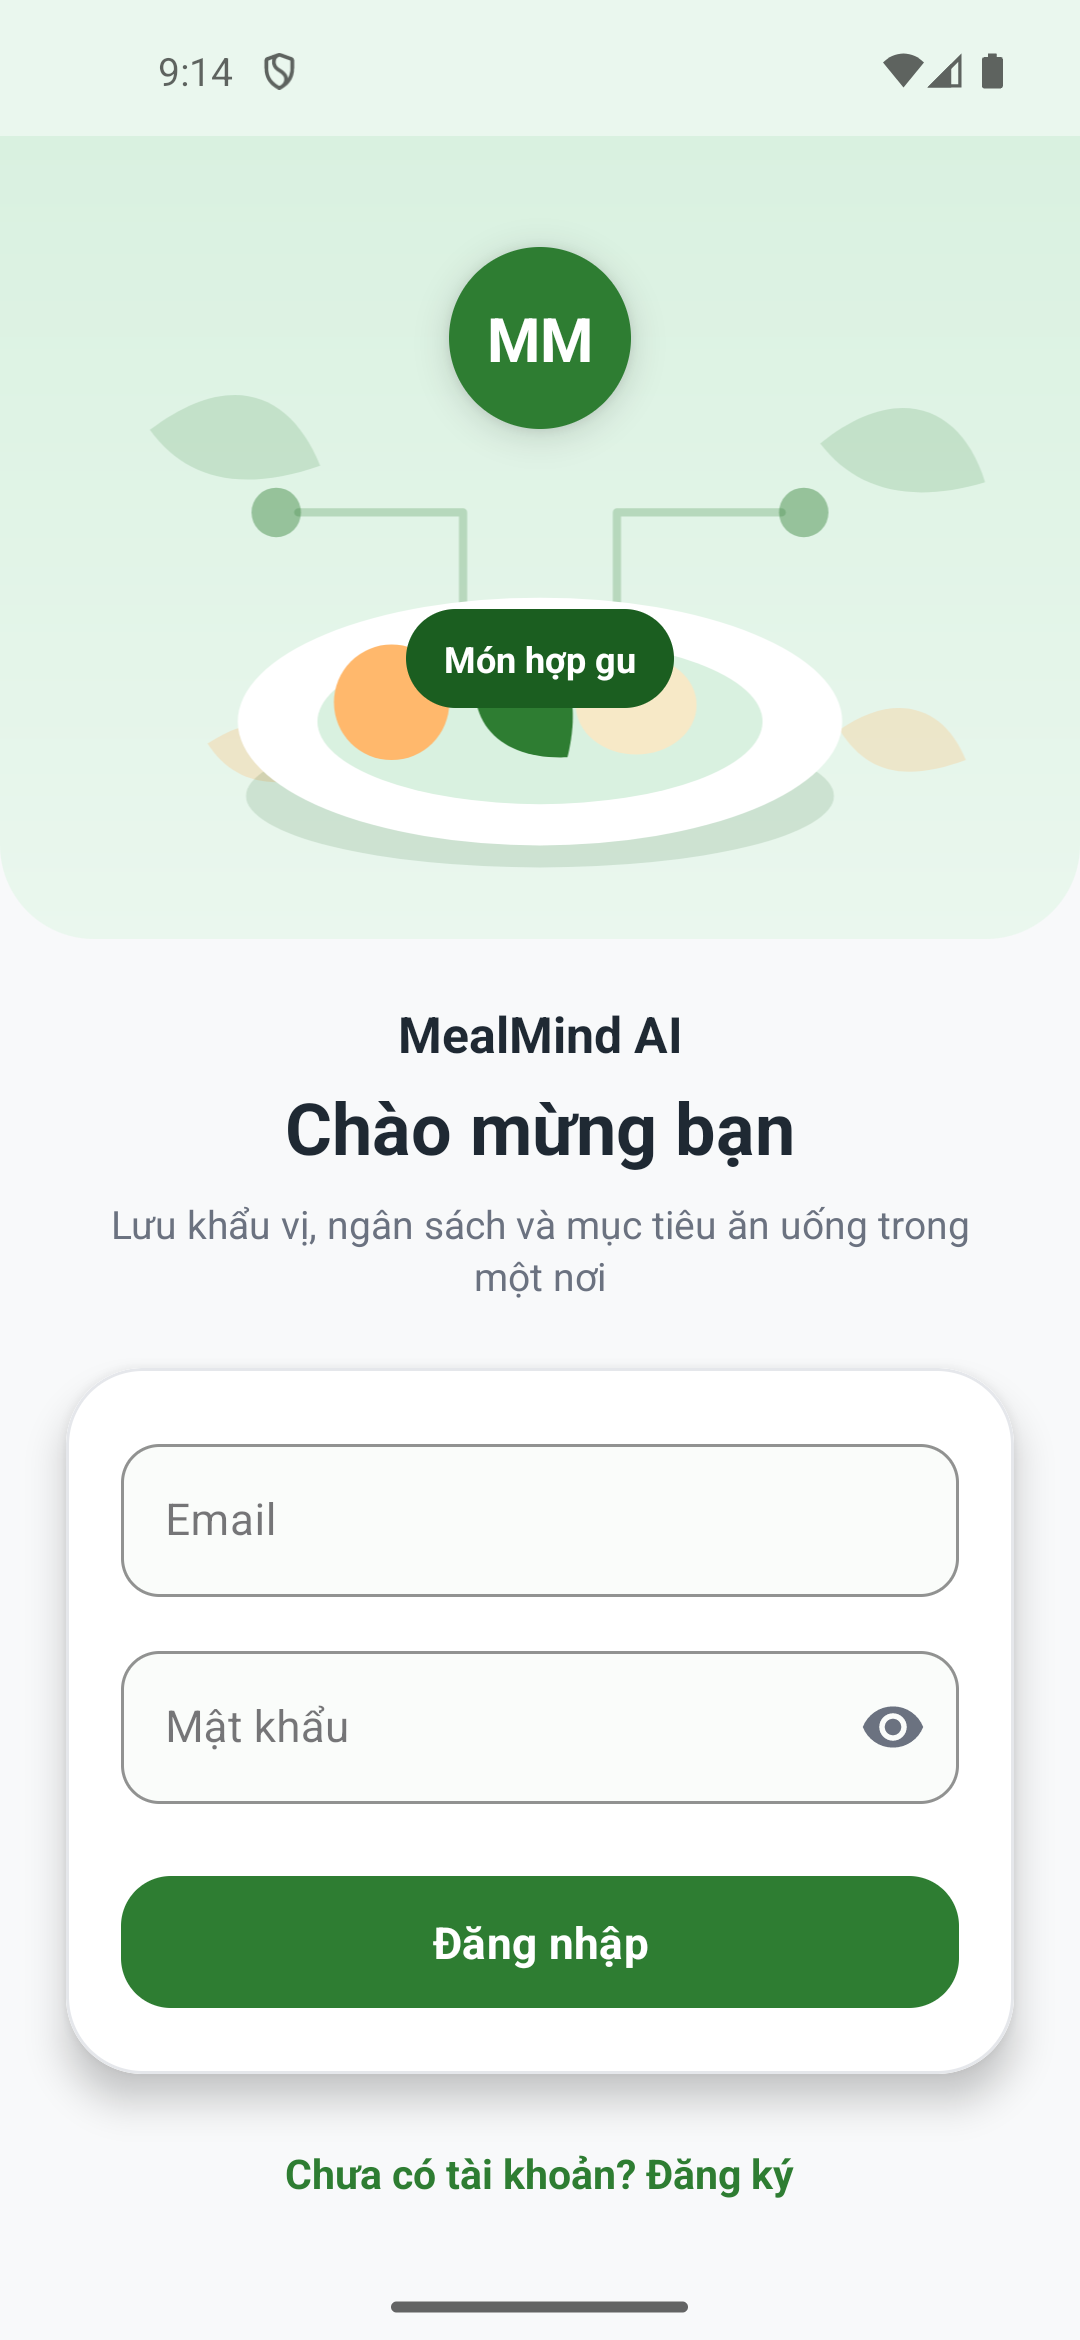 9:14
MM
Món hợp gu
MealMind AI
Chào mừng bạn
Lưu khẩu vị, ngân sách và mục tiêu ăn uống trong
một nơi
Email
Mật khẩu
Đăng nhập
Chưa có tài khoản? Đăng ký